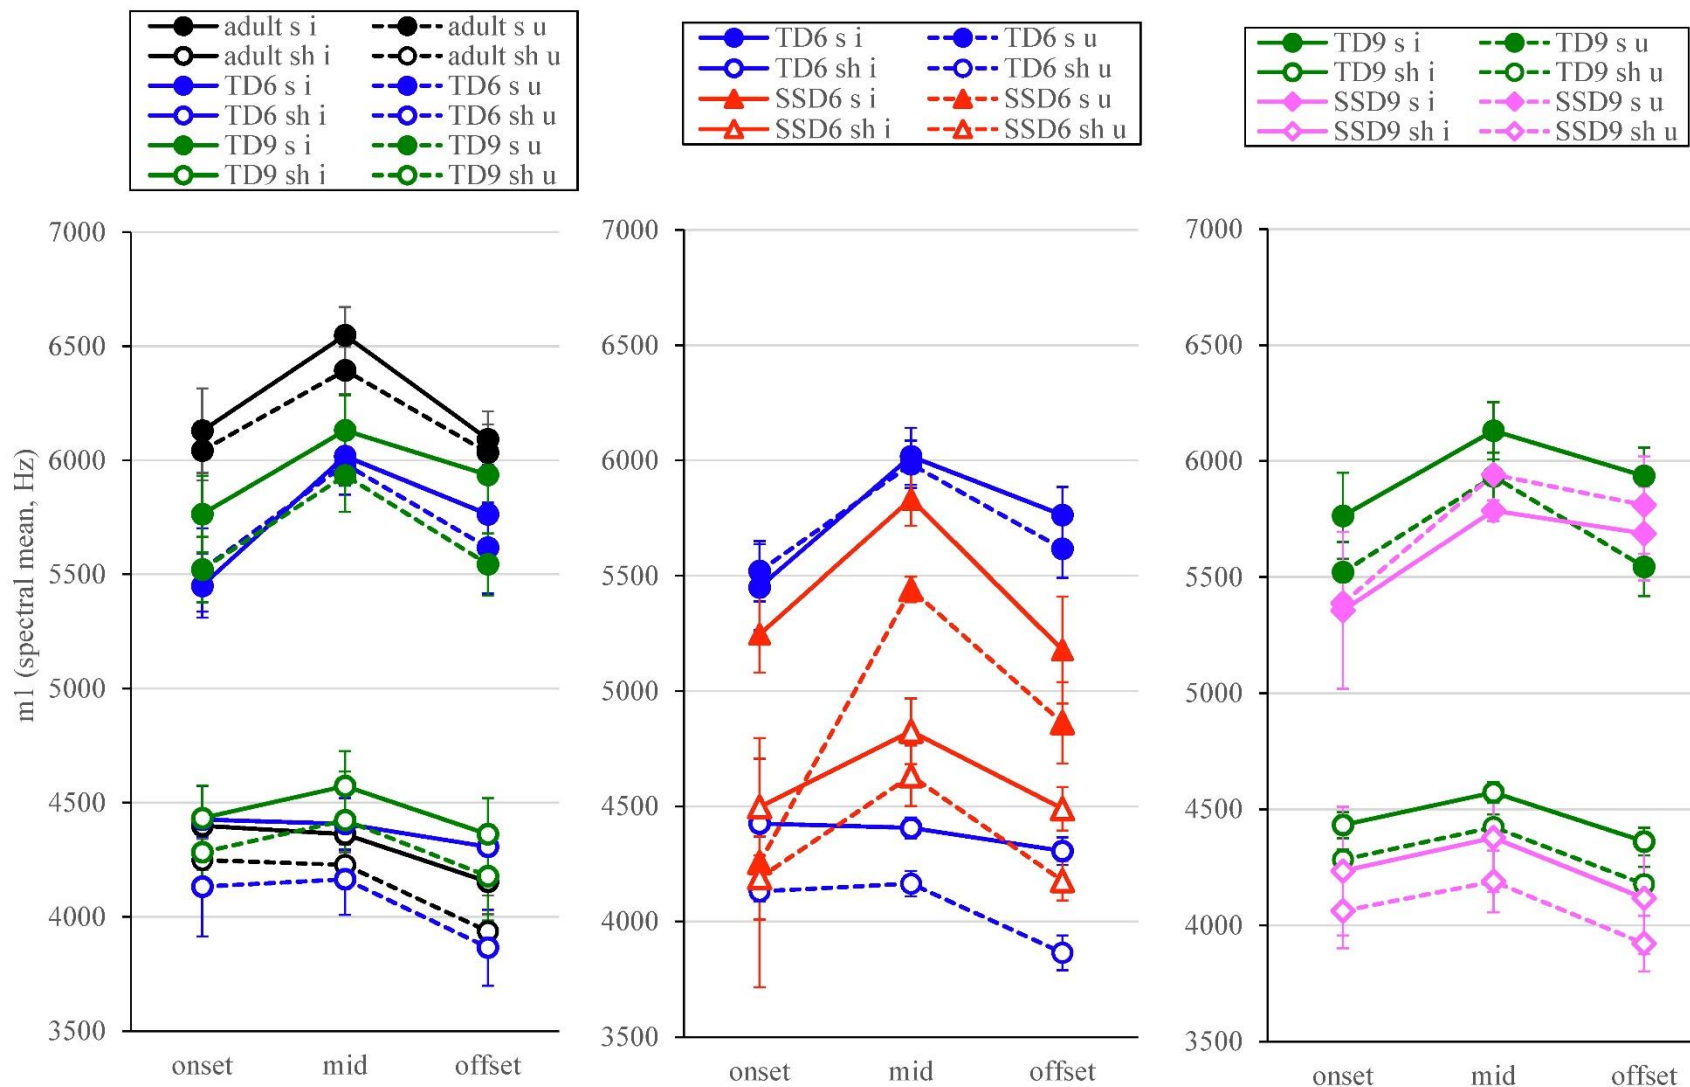 adult s i adult s u
adult sh i adult sh u
TD6 s i TD6 s u
TD6 sh i TD6 sh u
TD9 s i TD9 s u
TD9 sh i TD9 sh u
TD6 s i TD6 s u
TD6 sh i TD6 sh u
SSD6 s i SSD6 s u
SSD6 sh i SSD6 sh u
TD9 s i TD9 s u
TD9 sh i TD9 sh u
SSD9 s i SSD9 s u
SSD9 sh i SSD9 sh u
m1 (spectral mean, Hz)
7000
6500
6000
5500
5000
4500
4000
3500
onset mid offset
7000
6500
6000
5500
5000
4500
4000
3500
onset mid offset
7000
6500
6000
5500
5000
4500
4000
3500
onset mid offset